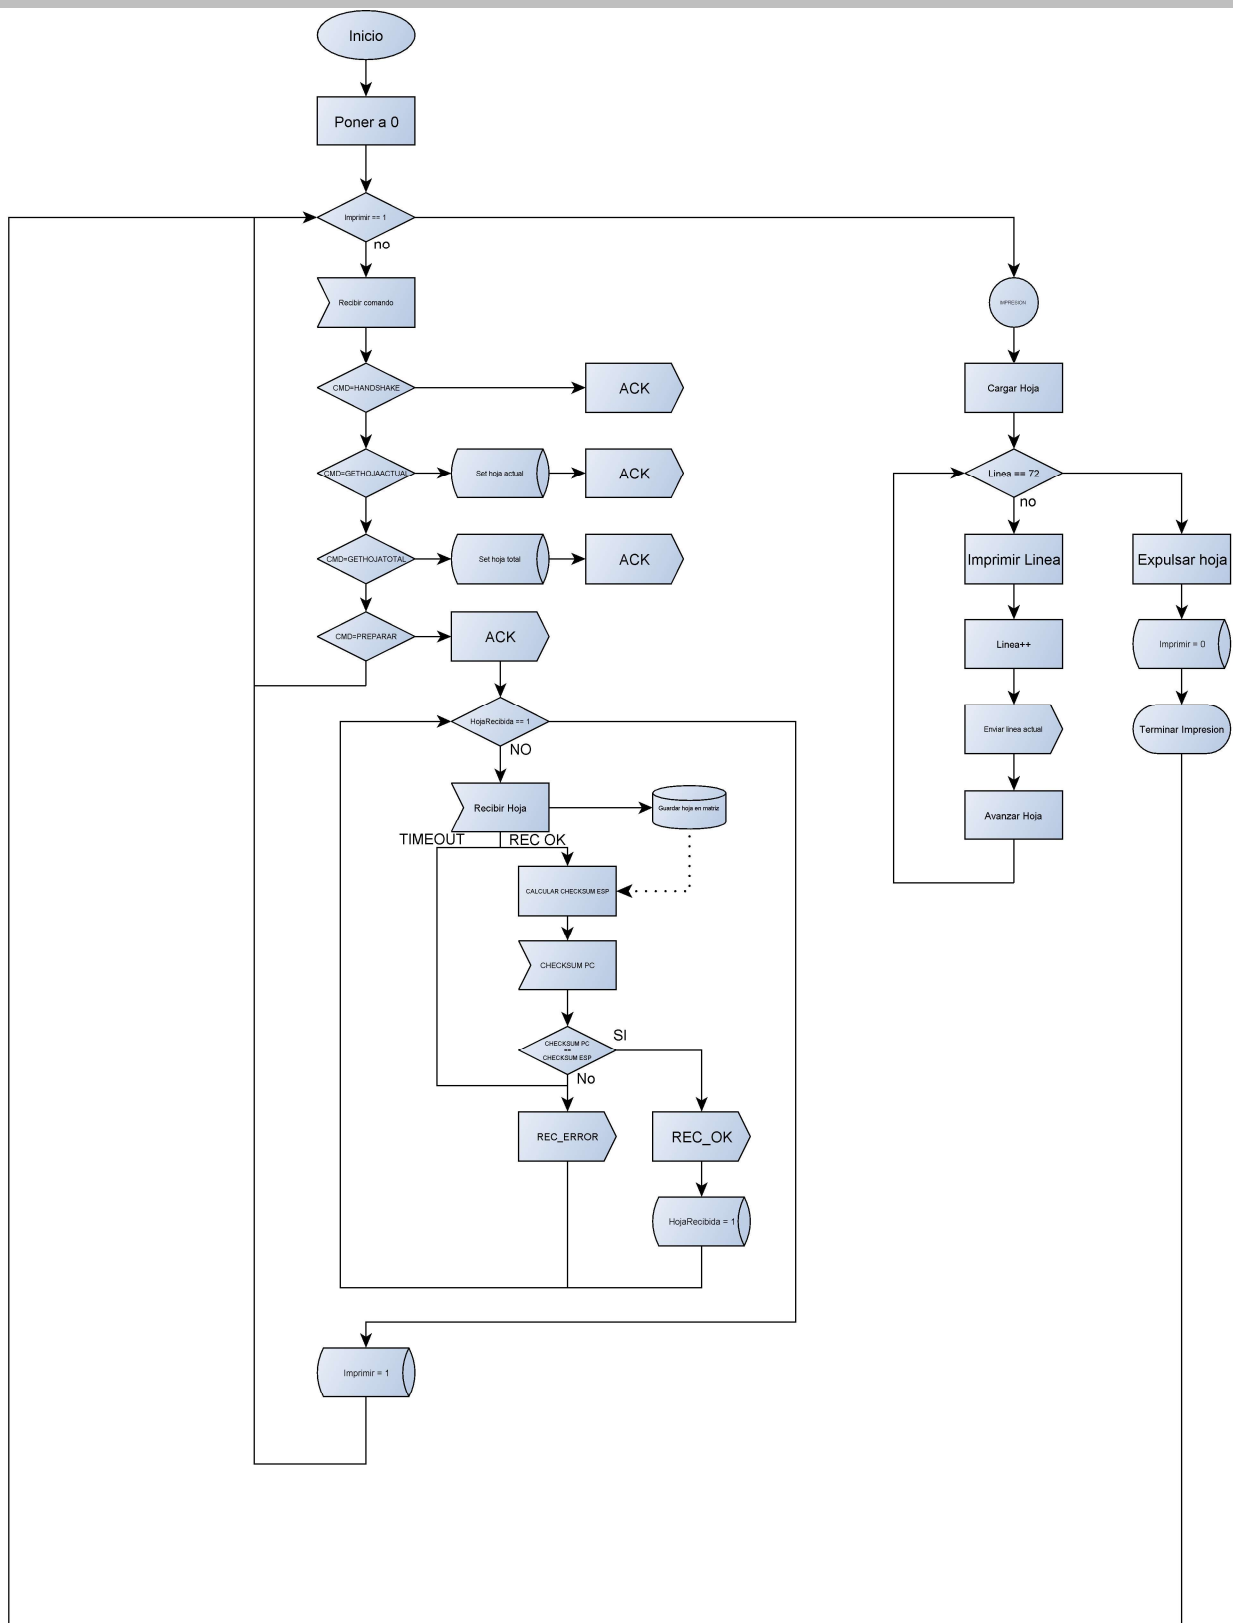 Inicio
Poner a 0
Imprimir == 1
no
Recibir comando
IMPRESION
CMD=HANDSHAKE
ACK
Cargar Hoja
CMD=GETHOJAACTUAL
Set hoja actual
ACK
Linea == 72
no
CMD=GETHOJATOTAL
Set hoja total
ACK
Imprimir Linea
Expulsar hoja
CMD=PREPARAR
ACK
Linea++
Imprimir = 0
HojaRecibida == 1
NO
Enviar linea actual
Terminar Impresion
Recibir Hoja
Guardar hoja en matriz
Avanzar Hoja
TIMEOUT
REC OK
CALCULAR CHECKSUM ESP
CHECKSUM PC
SI
CHECKSUM PC
==
CHECKSUM ESP
No
REC_ERROR
REC_OK
HojaRecibida = 1
Imprimir = 1